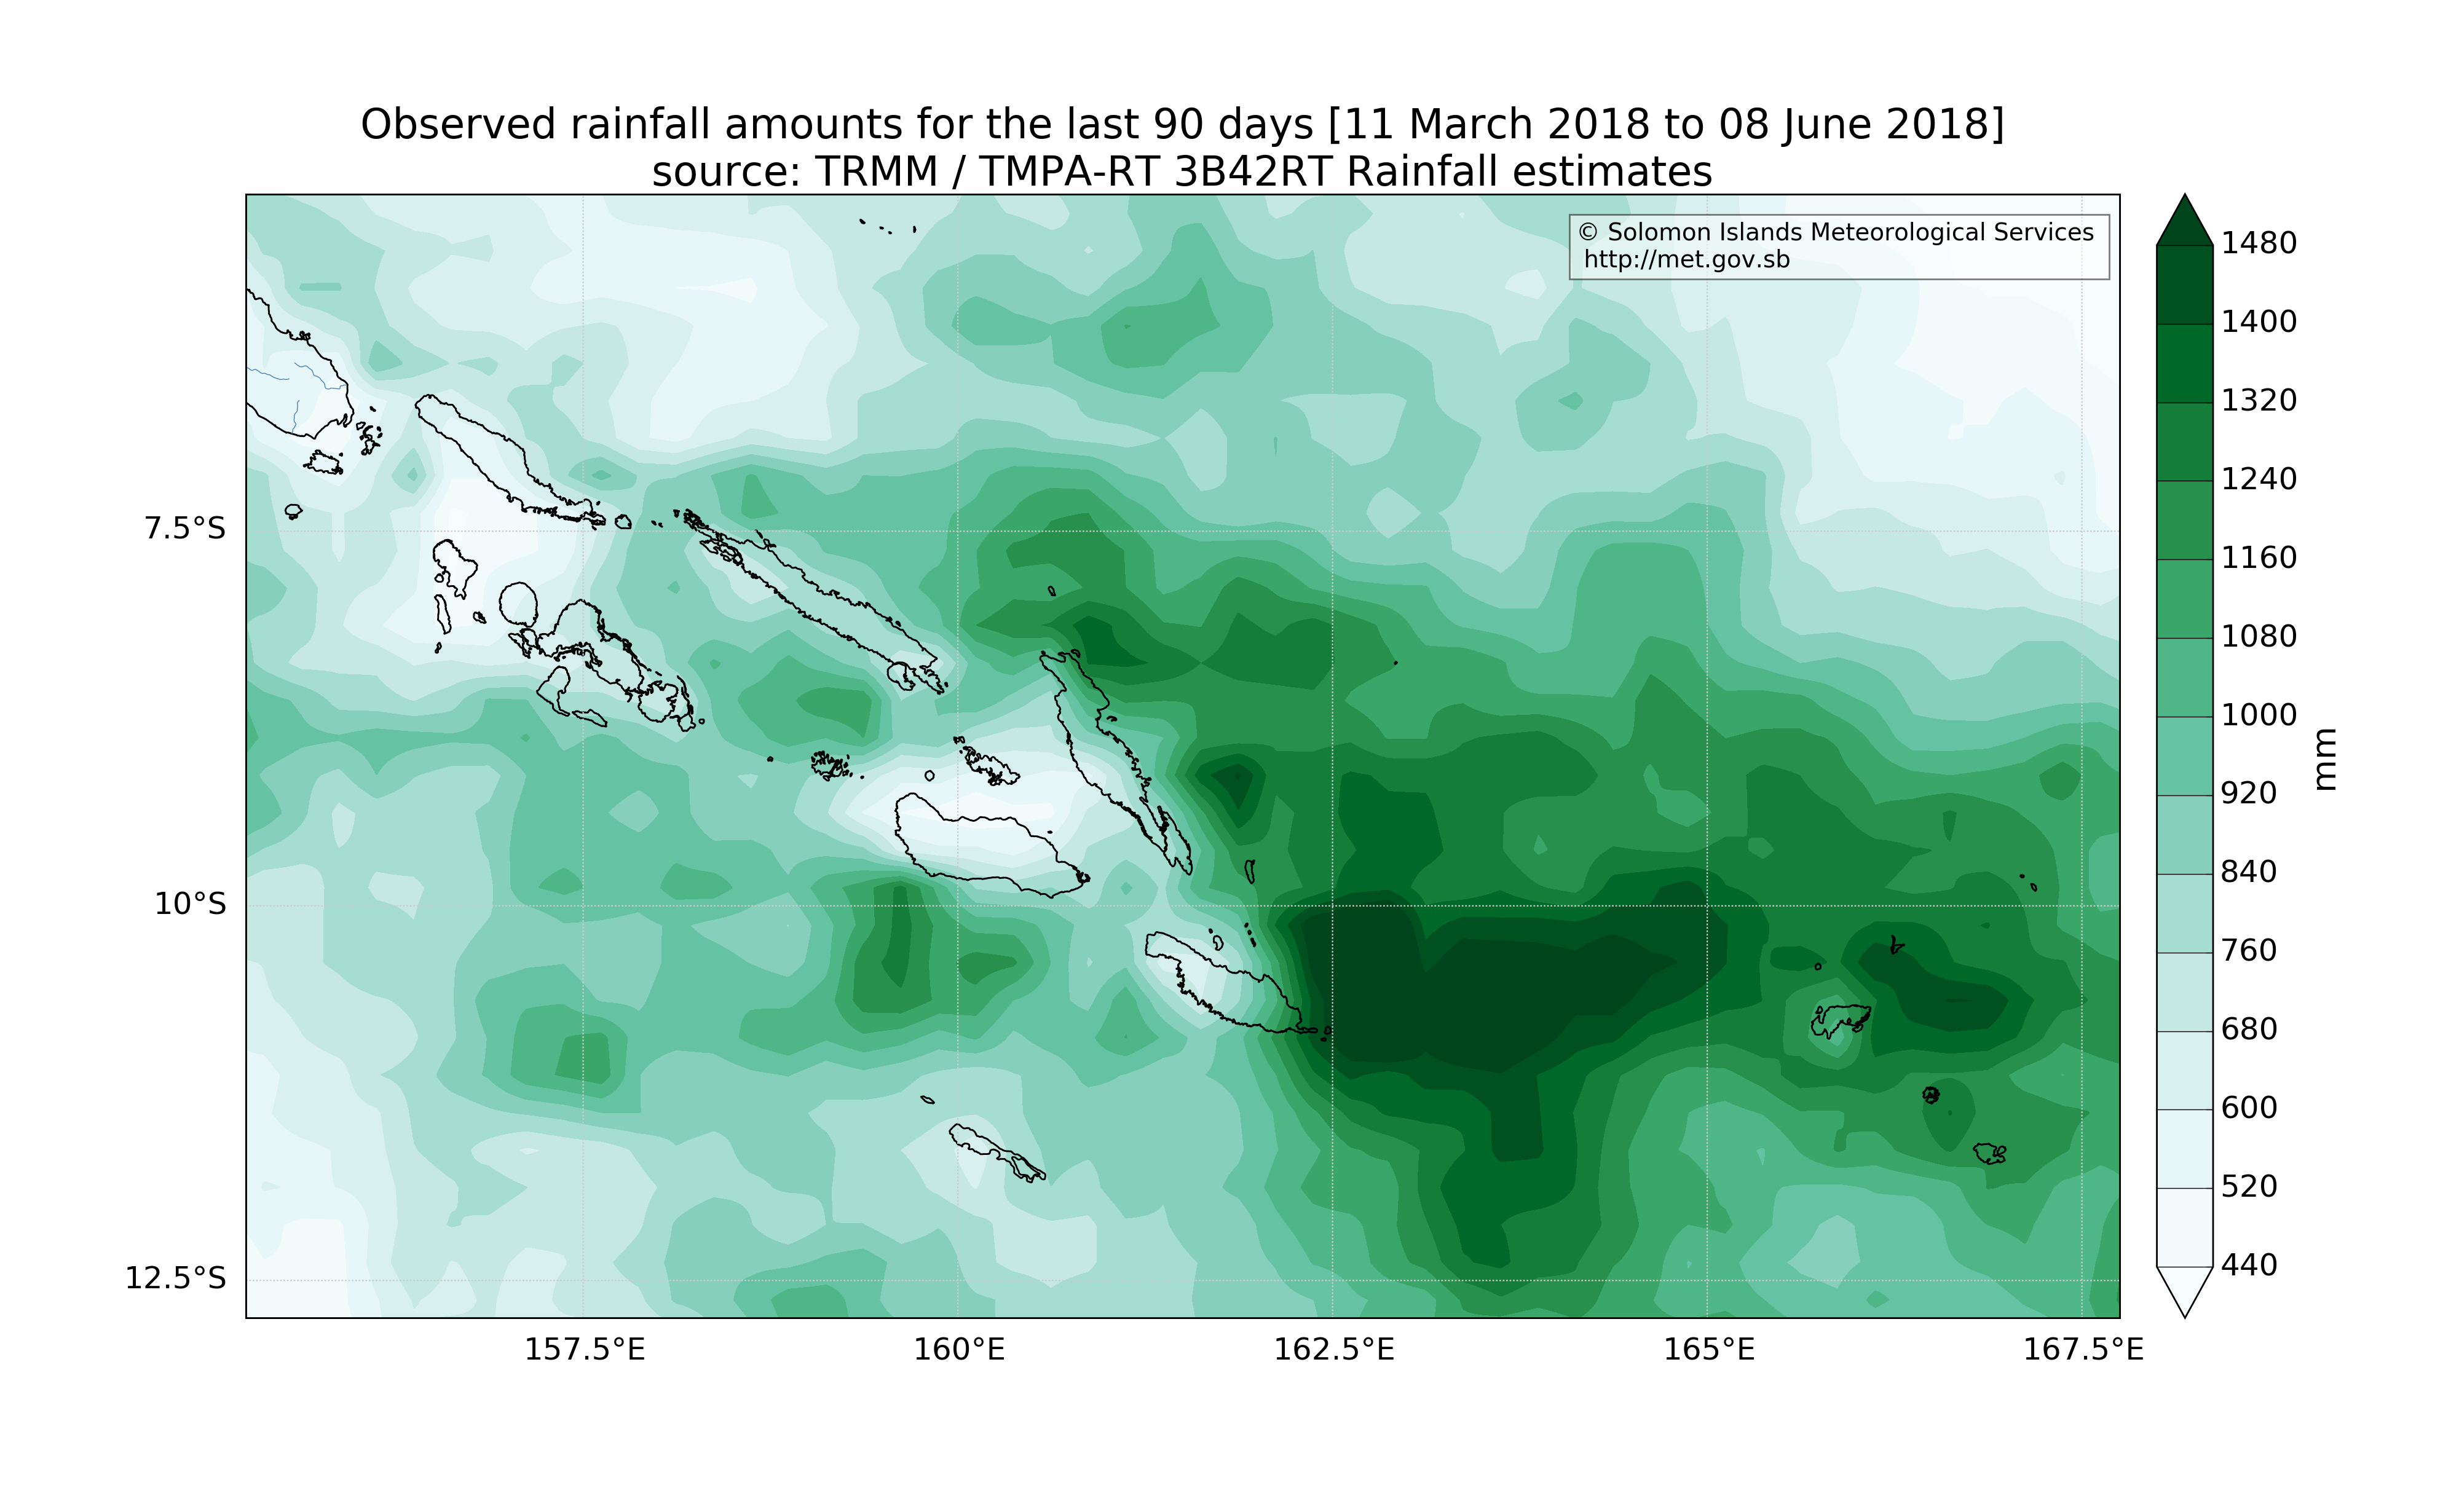 Observed rainfall amounts for the last 90 days [11 March 2018 to 08 June 2018]
source: TRMM / TMPA-RT 3B42RT Rainfall estimates
© Solomon Islands Meteorological Services
http://met.gov.sb
7.5°S
10°S
12.5°S
157.5°E
160°E
162.5°E
165°E
167.5°E
1480
1400
1320
1240
1160
1080
1000
920
840
760
680
600
520
440
mm